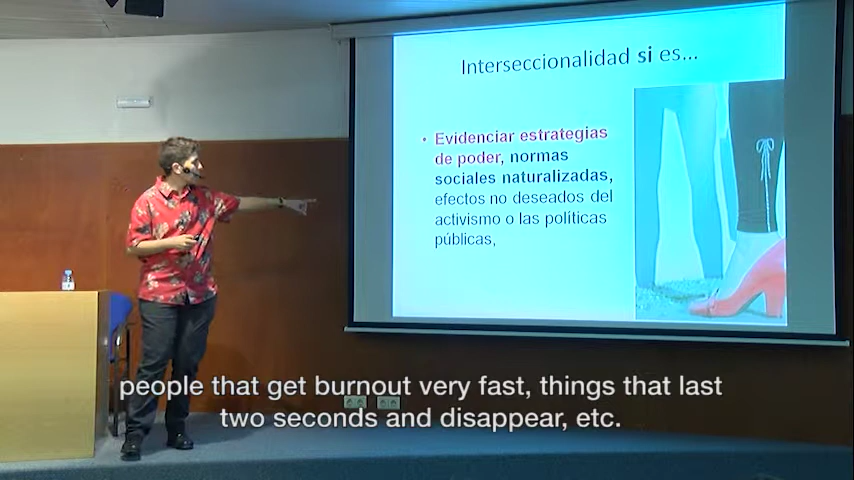 Interseccionalidad si es...
• Evidenciar estrategias
de poder, normas
sociales naturalizadas,
efectos no deseados del
activismo o las políticas
públicas,
people that get burnout very fast, things that last
two seconds and disappear, etc.